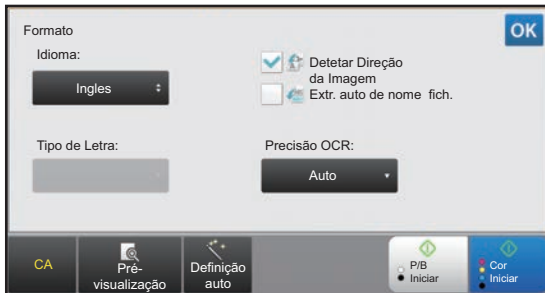 Formato
OK
Idioma:
Ingles
Detetar Direção
da Imagem
Extr. auto de nome fich.
Tipo de Letra:
Precisão OCR:
Auto
CA
Pré-
visualização
Definição
auto
P/B
Iniciar
Cor
Iniciar